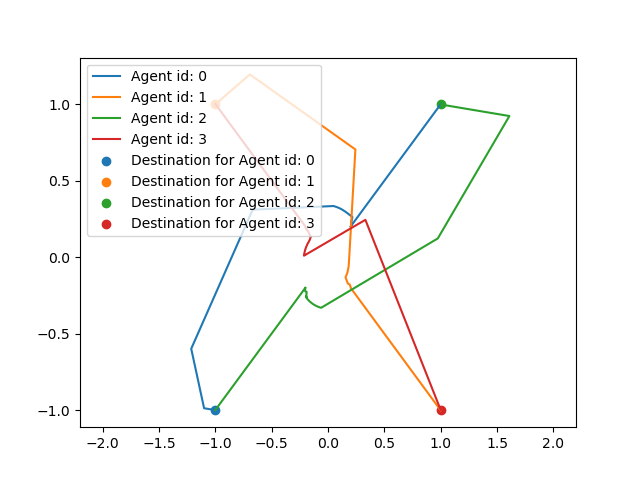 Agent id: 0
Agent id: 1
Agent id: 2
Agent id: 3
Destination for Agent id: 0
Destination for Agent id: 1
Destination for Agent id: 2
Destination for Agent id: 3
1.0
0.5
0.0
−0.5
−1.0
−2.0 −1.5 −1.0 −0.5 0.0 0.5 1.0 1.5 2.0